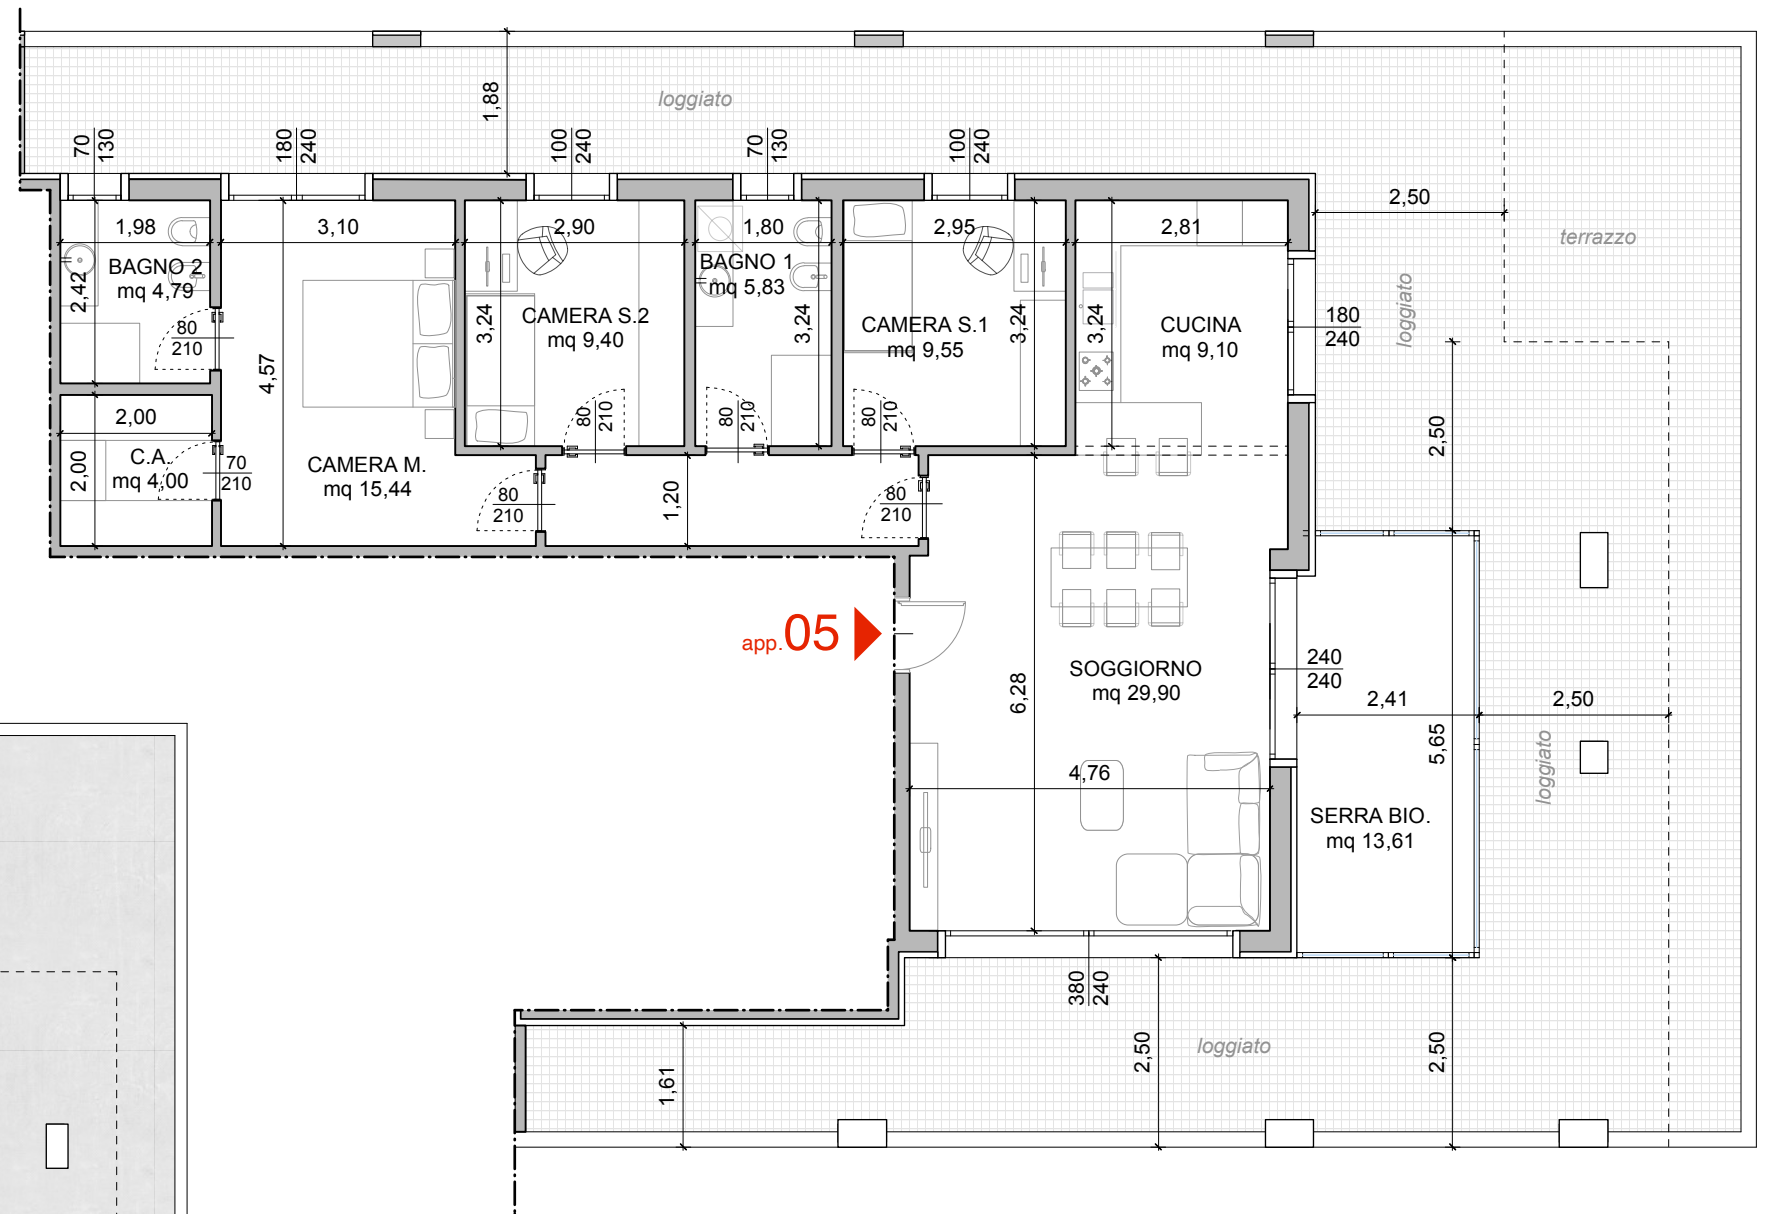 loggiato
1,88
70
130
180
240
100
240
70
130
100
240
2,50
terrazzo
1,98
3,10
2,90
1,80
2,95
2,81
BAGNO 2
mq 4,79
2,42
80
210
4,57
3,24
CAMERA S.2
mq 9,40
BAGNO 1
mq 5,83
3,24
CAMERA S.1
mq 9,55
3,24
3,24
CUCINA
mq 9,10
180
240
loggiato
2,00
2,00
C.A.
mq 4,00
70
210
CAMERA M.
mq 15,44
80
210
80
210
80
210
80
210
1,20
80
210
2,50
app.05
6,28
SOGGIORNO
mq 29,90
240
240
2,41
2,50
5,65
loggiato
4,76
SERRA BIO.
mq 13,61
380
240
1,61
2,50
loggiato
2,50